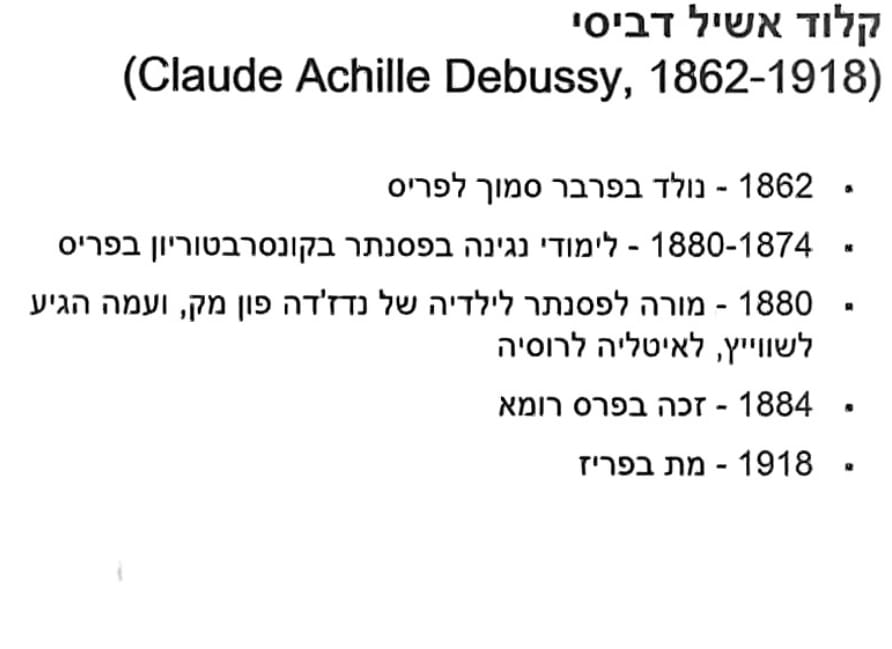 קלוד אשיל דביסי
(Claude Achille Debussy, 1862-1918)
• 1862 - נולד בפרבר סמוך לפריס
• 1880-1874 - לימודי נגינה בפסנתר בקונסרבטוריון בפריס
• 1880 - מורה לפסנתר לילדיה של נדז'דה פון מק, ועמה הגיע
לשווייץ, לאיטליה לרוסיה
• 1884 - זכה בפרס רומא
• 1918 - מת בפריז